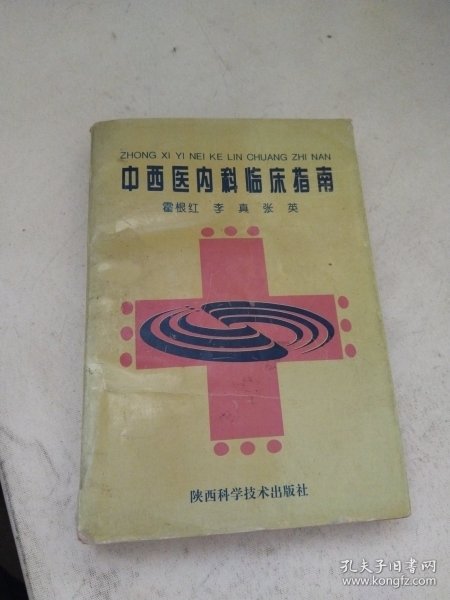 ZHONG XI YI NEI KE LIN CHUANG ZHI NAN
中西医内科临床指南
霍根红 李真 张英
陕西科学技术出版社
孔夫子旧书网
www.kongfz.com